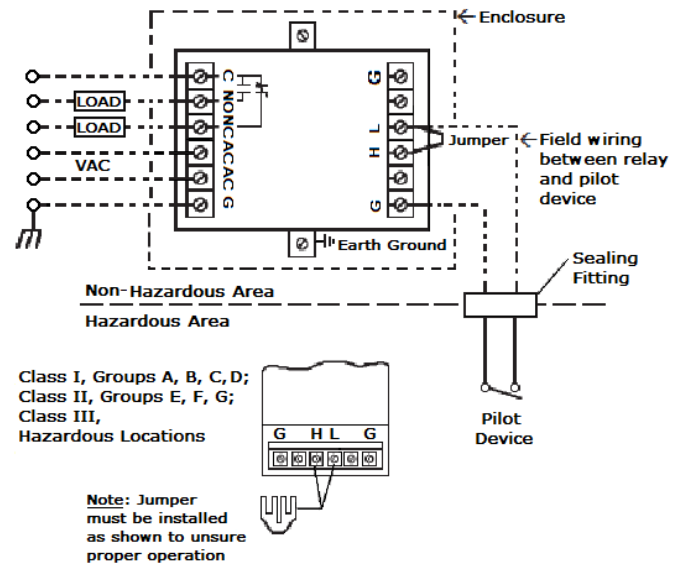 Enclosure
C
G
LOAD
NO
LOAD
NC
L
Jumper
Field wiring
between relay
and pilot
device
AC
H
VAC
AC
G
G
Earth Ground
Sealing
Fitting
Non-Hazardous Area
Hazardous Area
Class I, Groups A, B, C, D;
Class II, Groups E, F, G;
Class III,
Hazardous Locations
Pilot
Device
G H L G
Note: Jumper
must be installed
as shown to unsure
proper operation